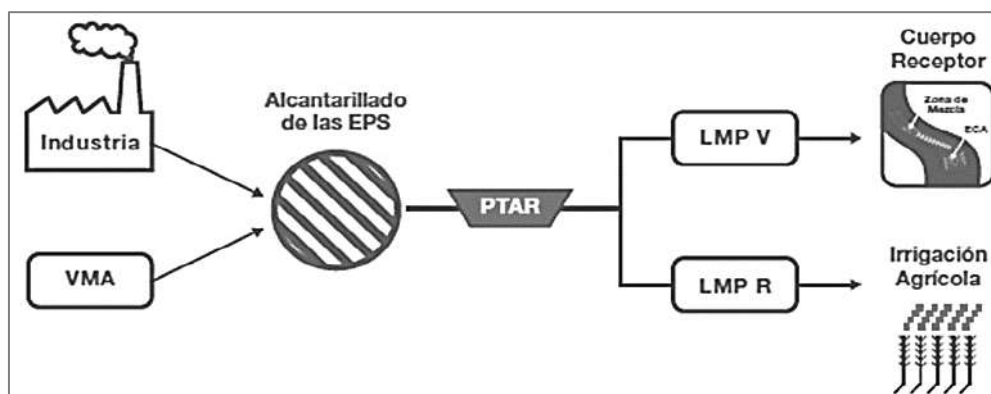 Industria
VMA
Alcantarillado
de las EPS
PTAR
LMP V
LMP R
Cuerpo
Receptor
Zona de
Mezcla
ECA
Irrigación
Agrícola